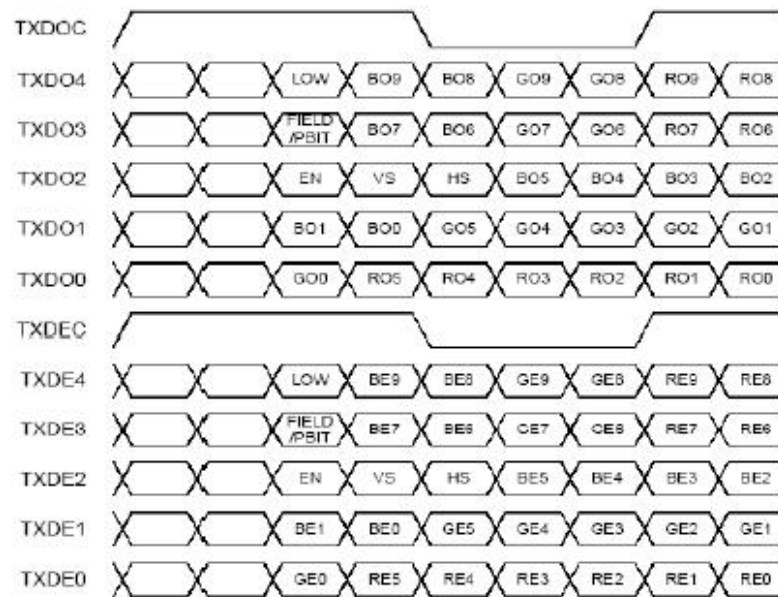 TXDOC
TXDO4 LOW BO9 BO8 GO9 GO8 RO9 RO8
TXDO3 FIELD /PBIT BO7 BO6 GO7 GO6 RO7 RO6
TXDO2 EN VS HS BO5 BO4 BO3 BO2
TXDO1 BO1 BO0 GO5 GO4 GO3 GO2 GO1
TXDO0 GO0 RO5 RO4 RO3 RO2 RO1 RO0
TXDEC
TXDE4 LOW BE9 BE8 GE9 GE8 RE9 RE8
TXDE3 FIELD /PBIT BE7 BE6 GE7 GE6 RE7 RE6
TXDE2 EN VS HS BE5 BE4 BE3 BE2
TXDE1 BE1 BE0 GE5 GE4 GE3 GE2 GE1
TXDE0 GE0 RE5 RE4 RE3 RE2 RE1 RE0